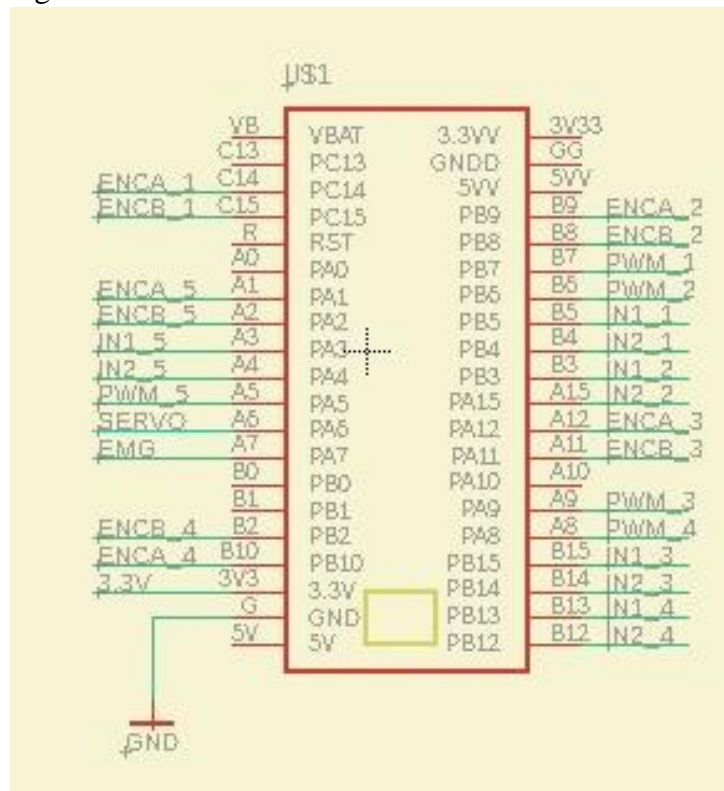 U$1
VB VBAT 3.3VV 3V33
C13 PC13 GNDD GG
ENCA_1 C14 PC14 5VV 5VV
ENCB_1 C15 PC15 PB9 B9 ENCA_2
R RST PB8 B8 ENCB_2
A0 PA0 PB7 B7 PWM_1
ENCA_5 A1 PA1 PB6 B6 PWM_2
ENCB_5 A2 PA2 PB5 B5 IN1_1
IN1_5 A3 PA3 PB4 B4 IN2_1
IN2_5 A4 PA4 PB3 B3 IN1_2
PWM_5 A5 PA5 PA15 A15 IN2_2
SERVO A6 PA6 PA12 A12 ENCA_3
EMG A7 PA7 PA11 A11 ENCB_3
B0 PB0 PA10 A10
B1 PB1 PA9 A9 PWM_3
ENCB_4 B2 PB2 PA8 A8 PWM_4
ENCA_4 B10 PB10 PB15 B15 IN1_3
3.3V 3V3 3.3V PB14 B14 IN2_3
G GND PB13 B13 IN1_4
5V 5V PB12 B12 IN2_4
GND